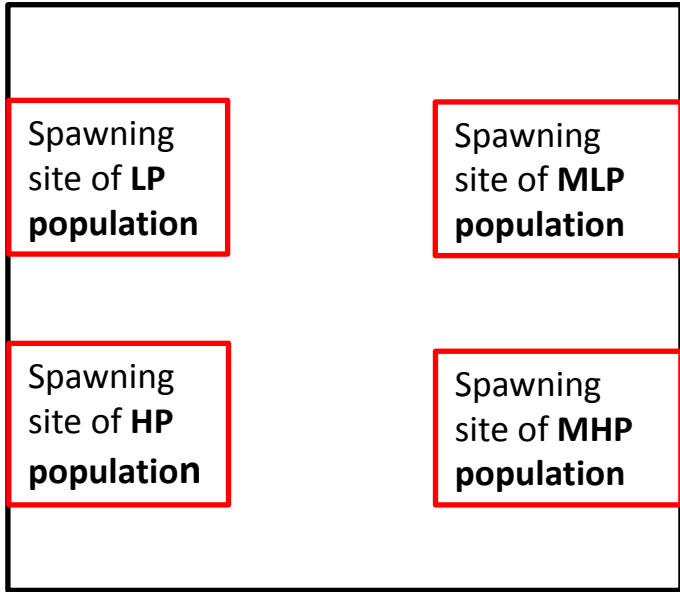 Spawning
site of LP
population
Spawning
site of MLP
population
Spawning
site of HP
population
Spawning
site of MHP
population